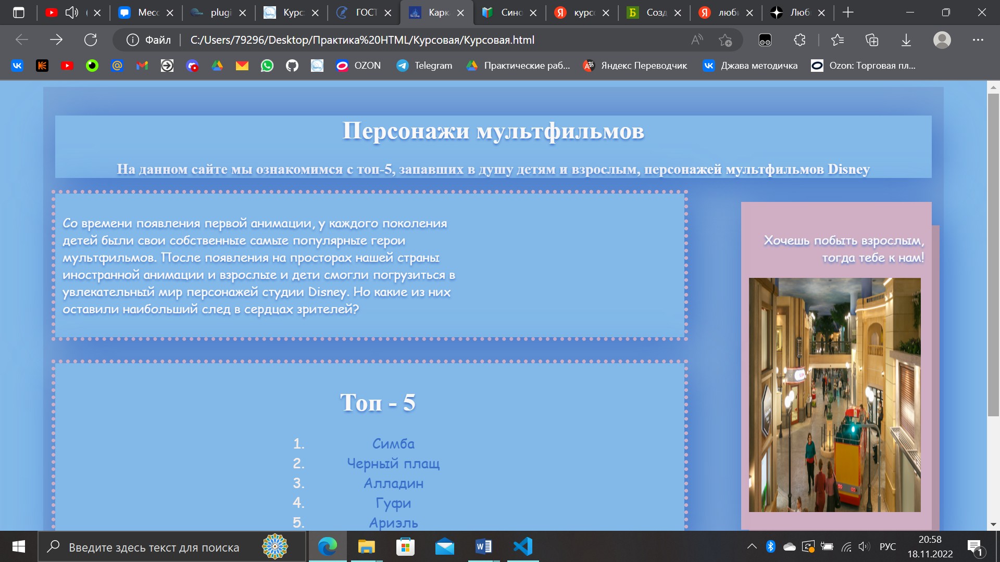 Месс
plugi
Курс
ГОСТ
Карк
Сино
курсо
Созд
люби
Люб
Файл
C:/Users/79296/Desktop/Практика%20HTML/Курсовая/Курсовая.html
OZON
Telegram
Практические раб...
Яндекс Переводчик
Джава методичка
Ozon: Торговая пл...
Персонажи мультфильмов
На данном сайте мы ознакомимся с топ-5, запавших в душу детям и взрослым, персонажей мультфильмов Disney
Со времени появления первой анимации, у каждого поколения
детей были свои собственные самые популярные герои
мультфильмов. После появления на просторах нашей страны
иностранной анимации и взрослые и дети смогли погрузиться в
увлекательный мир персонажей студии Disney. Но какие из них
оставили наибольший след в сердцах зрителей?
Хочешь побыть взрослым,
тогда тебе к нам!
Топ - 5
1. Симба
2. Черный плащ
3. Алладин
4. Гуфи
5. Ариэль
Введите здесь текст для поиска
РУС
20:58
18.11.2022
1